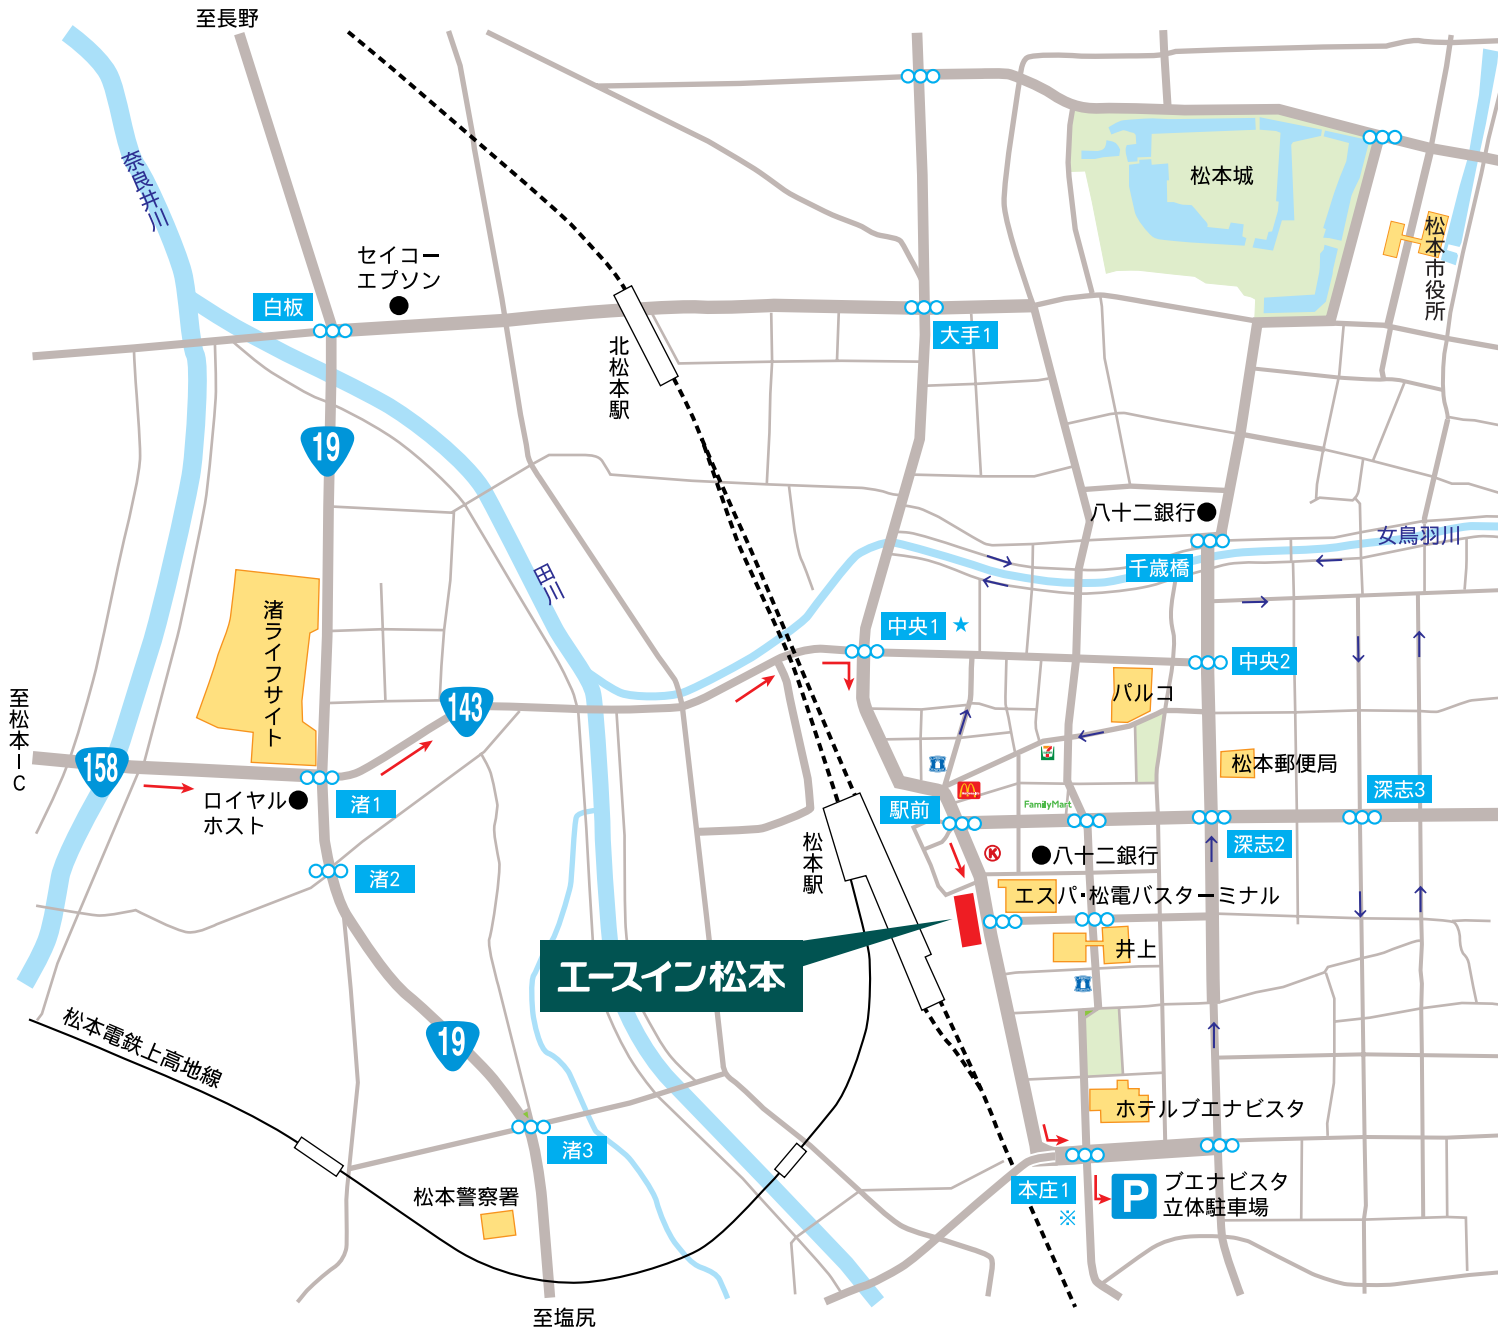 至長野
奈良井川
松本城
松本市役所
セイコー
エプソン
白板
大手1
北松本駅
19
八十二銀行
女鳥羽川
千歳橋
田川
渚ライフサイト
中央1 ★
中央2
パルコ
至松本IC
143
158
松本郵便局
7
M
深志3
ロイヤル
ホスト
渚1
駅前
FamilyMart
深志2
松本駅
K
八十二銀行
渚2
エスパ・松電バスターミナル
井上
エースイン松本
松本電鉄上高地線
19
ホテルブエナビスタ
渚3
松本警察署
本庄1
※
P
ブエナビスタ
立体駐車場
至塩尻